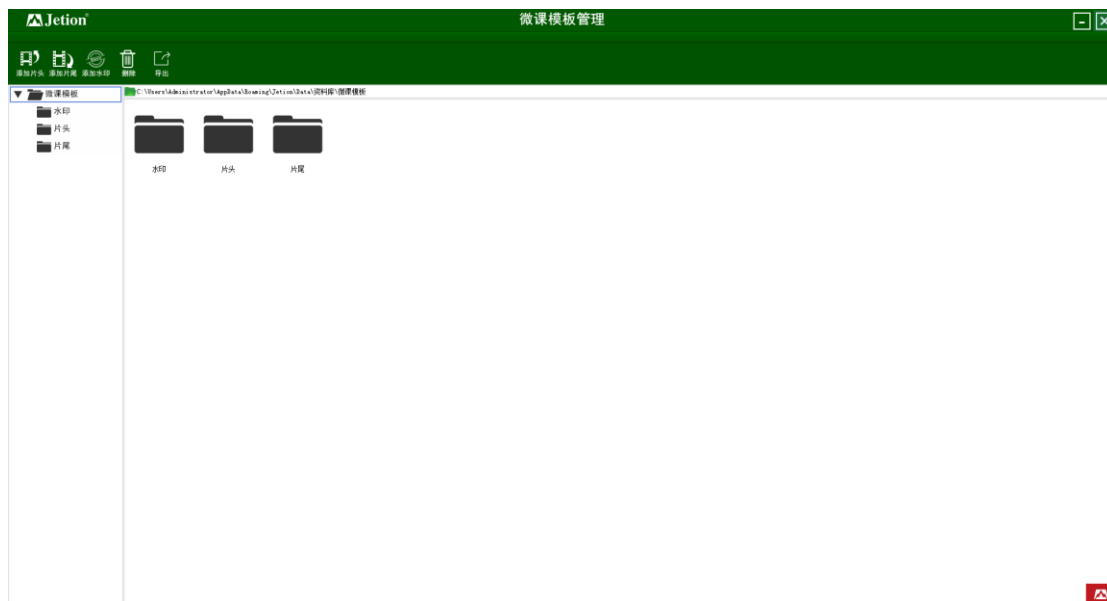 Jetion®
微课模板管理
添加片头 添加片尾 添加水印 删除 导出
微课模板
C:\Users\Administrator\AppData\Roaming\Jetion\Data\资料库\微课模板
水印
片头
片尾
水印 片头 片尾